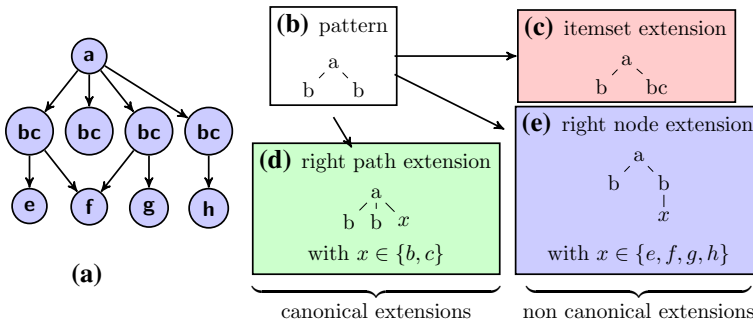 a
bc bc bc bc
e f g h
(a)
(b) pattern
a
b b
(c) itemset extension
a
b bc
(d) right path extension
a
b b x
with x ∈ {b, c}
(e) right node extension
a
b b
x
with x ∈ {e, f, g, h}
canonical extensions
non canonical extensions